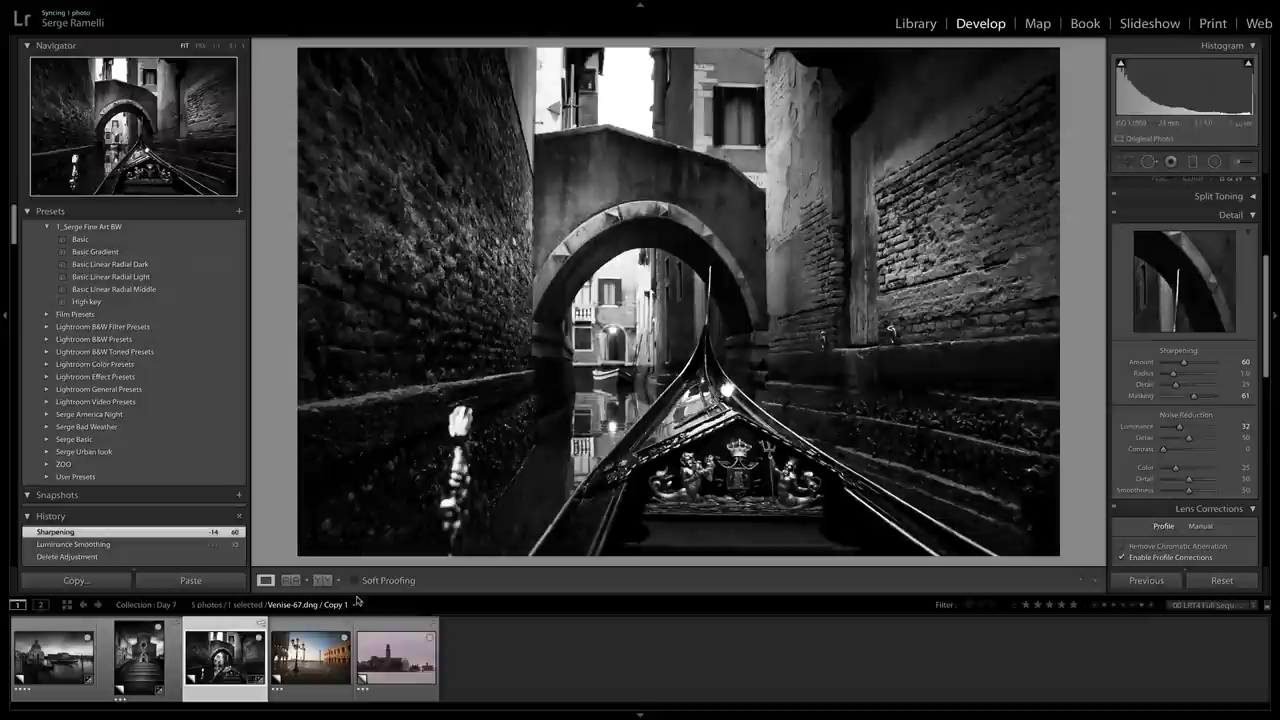 Lr
Syncing 1 photo
Serge Ramelli
Library | Develop | Map | Book | Slideshow | Print | Web
Navigator
FIT
Histogram
Original Photo
Presets
1_Serge Fine Art BW
Basic
Basic Gradient
Basic Linear Radial Dark
Basic Linear Radial Light
Basic Linear Radial Middle
High key
Film Presets
Lightroom B&W Filter Presets
Lightroom B&W Presets
Lightroom B&W Toned Presets
Lightroom Color Presets
Lightroom Effect Presets
Lightroom General Presets
Lightroom Video Presets
Serge America Night
Serge Bad Weather
Serge Basic
Serge Urban look
ZOO
User Presets
Snapshots
History
Sharpening -14 60
Luminance Smoothing
Delete Adjustment
Copy... Paste
Split Toning
Detail
Sharpening
Amount 60
Radius 1.0
Detail 25
Masking 61
Noise Reduction
Luminance 32
Detail 50
Contrast 0
Color 25
Detail 50
Smoothness 50
Lens Corrections
Profile Manual
Remove Chromatic Aberration
Enable Profile Corrections
Previous Reset
Soft Proofing
1 2 Collection : Day 7 5 photos / 1 selected / Venise-67.dng / Copy 1
Filter :
00 LRT4 Full Sequ...